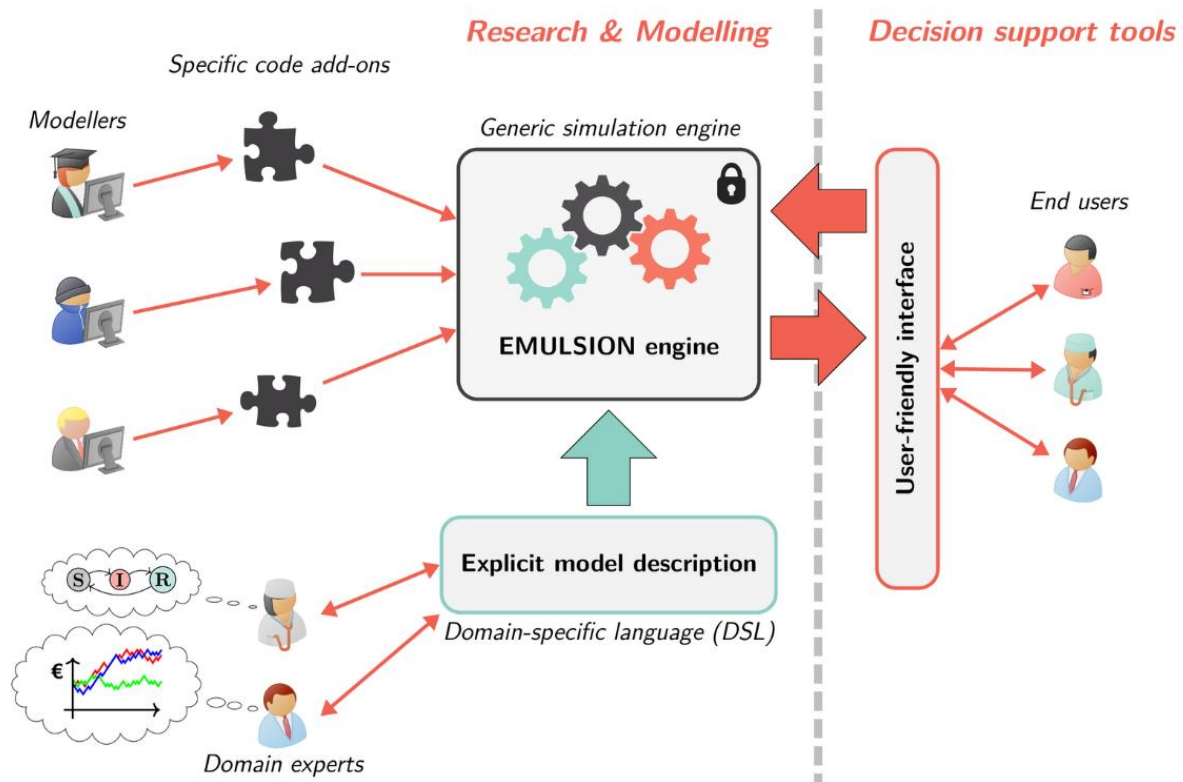 Research & Modelling
Decision support tools
Specific code add-ons
Modellers
Generic simulation engine
EMULSION engine
End users
User-friendly interface
Explicit model description
Domain-specific language (DSL)
S I R
€
Domain experts